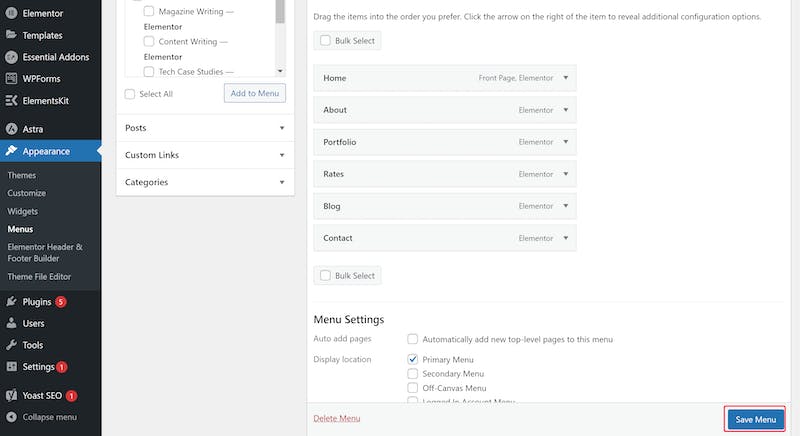 Elementor
Templates
Essential Addons
WPForms
ElementsKit
Astra
Appearance
Themes
Customize
Widgets
Menus
Elementor Header &
Footer Builder
Theme File Editor
Plugins 5
Users
Tools
Settings 1
Yoast SEO 1
Collapse menu
Magazine Writing —
Elementor
Content Writing —
Elementor
Tech Case Studies —
Select All
Add to Menu
Posts
Custom Links
Categories
Drag the items into the order you prefer. Click the arrow on the right of the item to reveal additional configuration options.
Bulk Select
Home Front Page, Elementor
About Elementor
Portfolio Elementor
Rates Elementor
Blog Elementor
Contact Elementor
Bulk Select
Menu Settings
Auto add pages Automatically add new top-level pages to this menu
Display location Primary Menu
Secondary Menu
Off-Canvas Menu
Logged In Account Menu
Delete Menu Save Menu